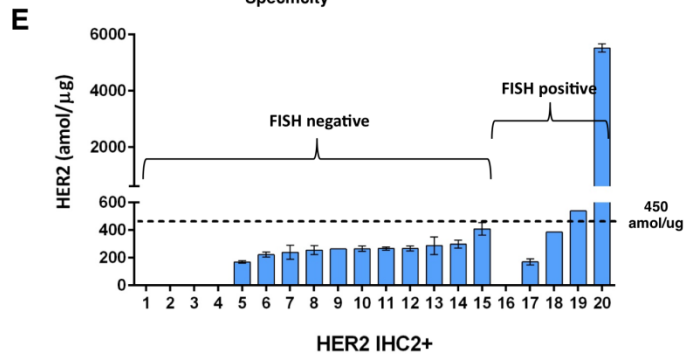 Specificity
E
HER2 (amol/µg)
6000
4000
2000
600
400
200
0
FISH negative
FISH positive
450
amol/ug
1 2 3 4 5 6 7 8 9 10 11 12 13 14 15 16 17 18 19 20
HER2 IHC2+